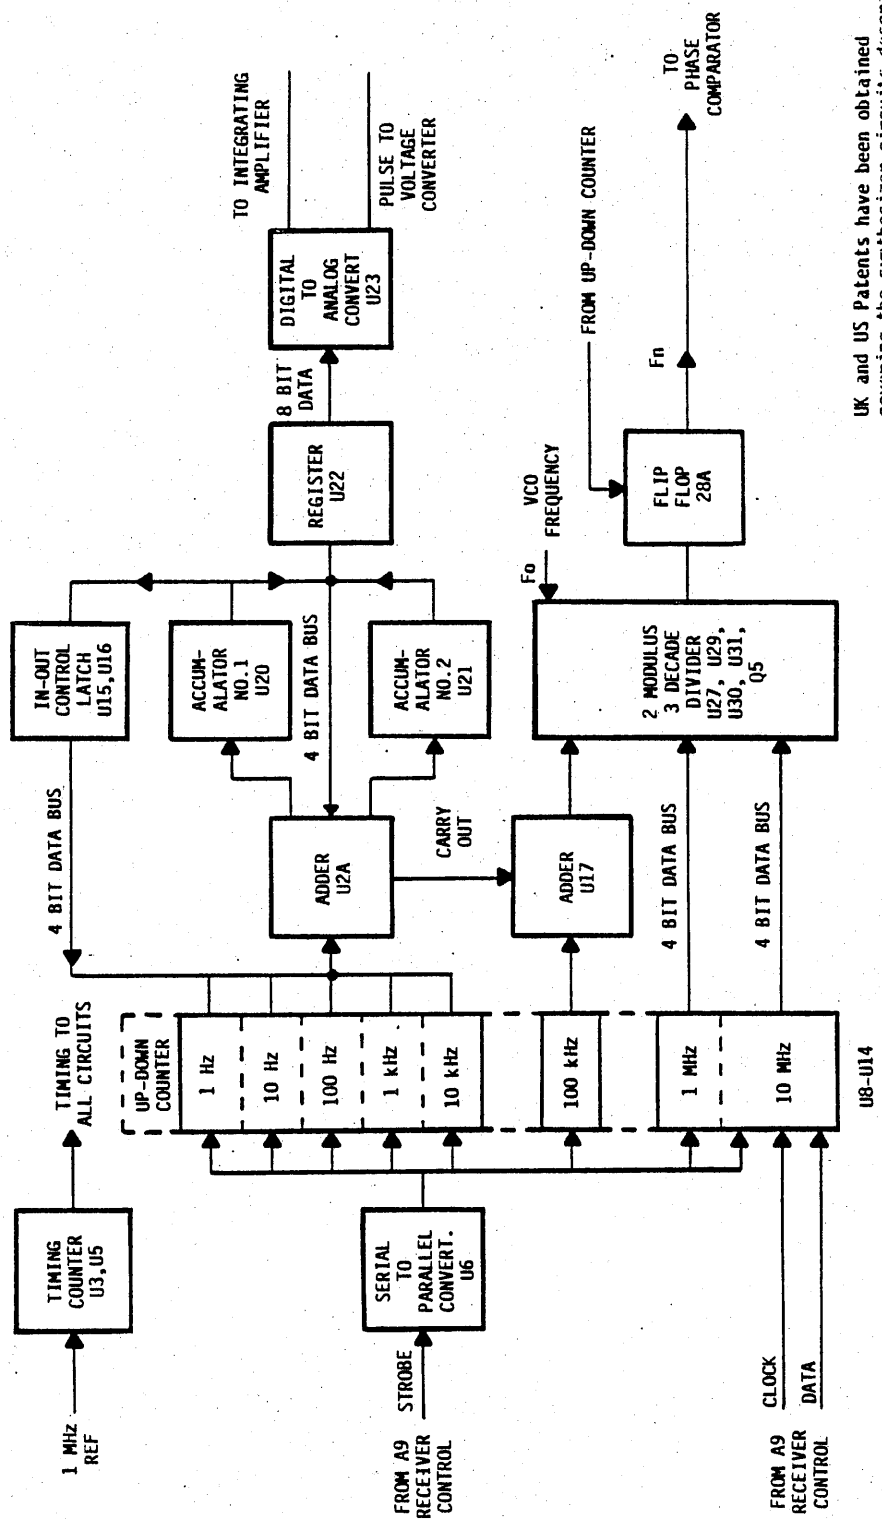 1 MHz
REF
TIMING
COUNTER
U3,U5
TIMING TO
ALL CIRCUITS
4 BIT DATA BUS
IN-OUT
CONTROL
LATCH
U15,U16
ACCUM-
ALATOR
NO.1
U20
4 BIT DATA BUS
ACCUM-
ALATOR
NO.2
U21
REGISTER
U22
8 BIT
DATA
DIGITAL
TO
ANALOG
CONVERT
U23
TO INTEGRATING
AMPLIFIER
PULSE TO
VOLTAGE
CONVERTER
UP-DOWN
COUNTER
1 Hz
10 Hz
100 Hz
1 kHz
10 kHz
100 kHz
1 MHz
10 MHz
U8-U14
FROM A9
RECEIVER
CONTROL
STROBE
SERIAL
TO
PARALLEL
CONVERT.
U6
ADDER
U2A
CARRY
OUT
ADDER
U17
4 BIT DATA BUS
4 BIT DATA BUS
2 MODULUS
3 DECADE
DIVIDER
U27, U29,
U30, U31,
Q5
Fo
VCO
FREQUENCY
FROM UP-DOWN COUNTER
FLIP
FLOP
28A
Fn
TO
PHASE
COMPARATOR
FROM A9
RECEIVER
CONTROL
CLOCK
DATA
UK and US Patents have been obtained
the synthesizer circuits